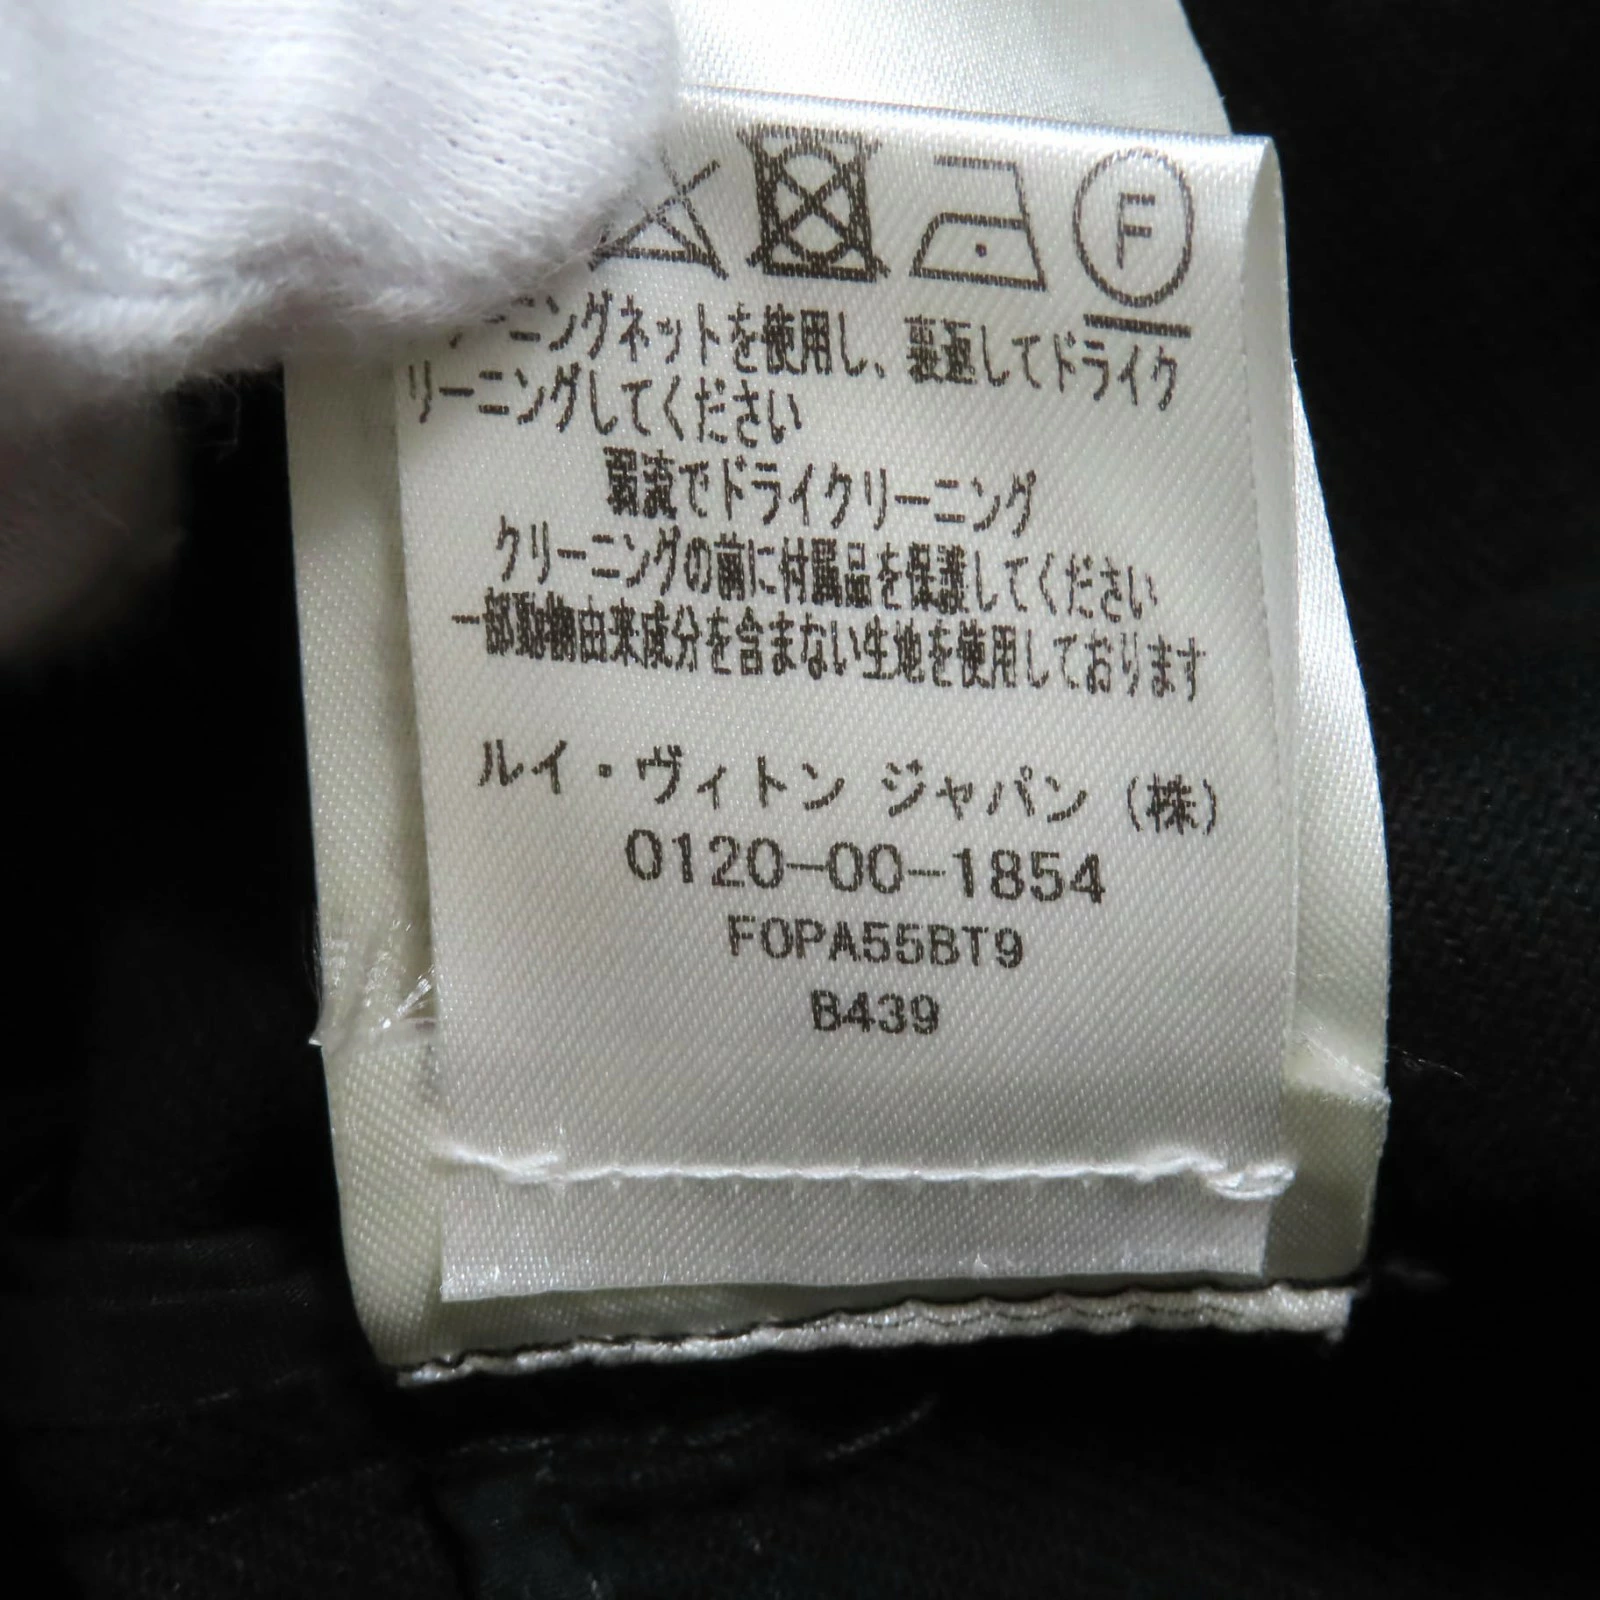 F
ーニングネットを使用し、裏返してドライク
リーニングしてください
弱流でドライクリーニング
クリーニングの前に付属品を保護してください
一部動物由来成分を含まない生地を使用しております
ルイ・ヴィトン ジャパン (株)
0120-00-1854
FOPA55BT9
B439